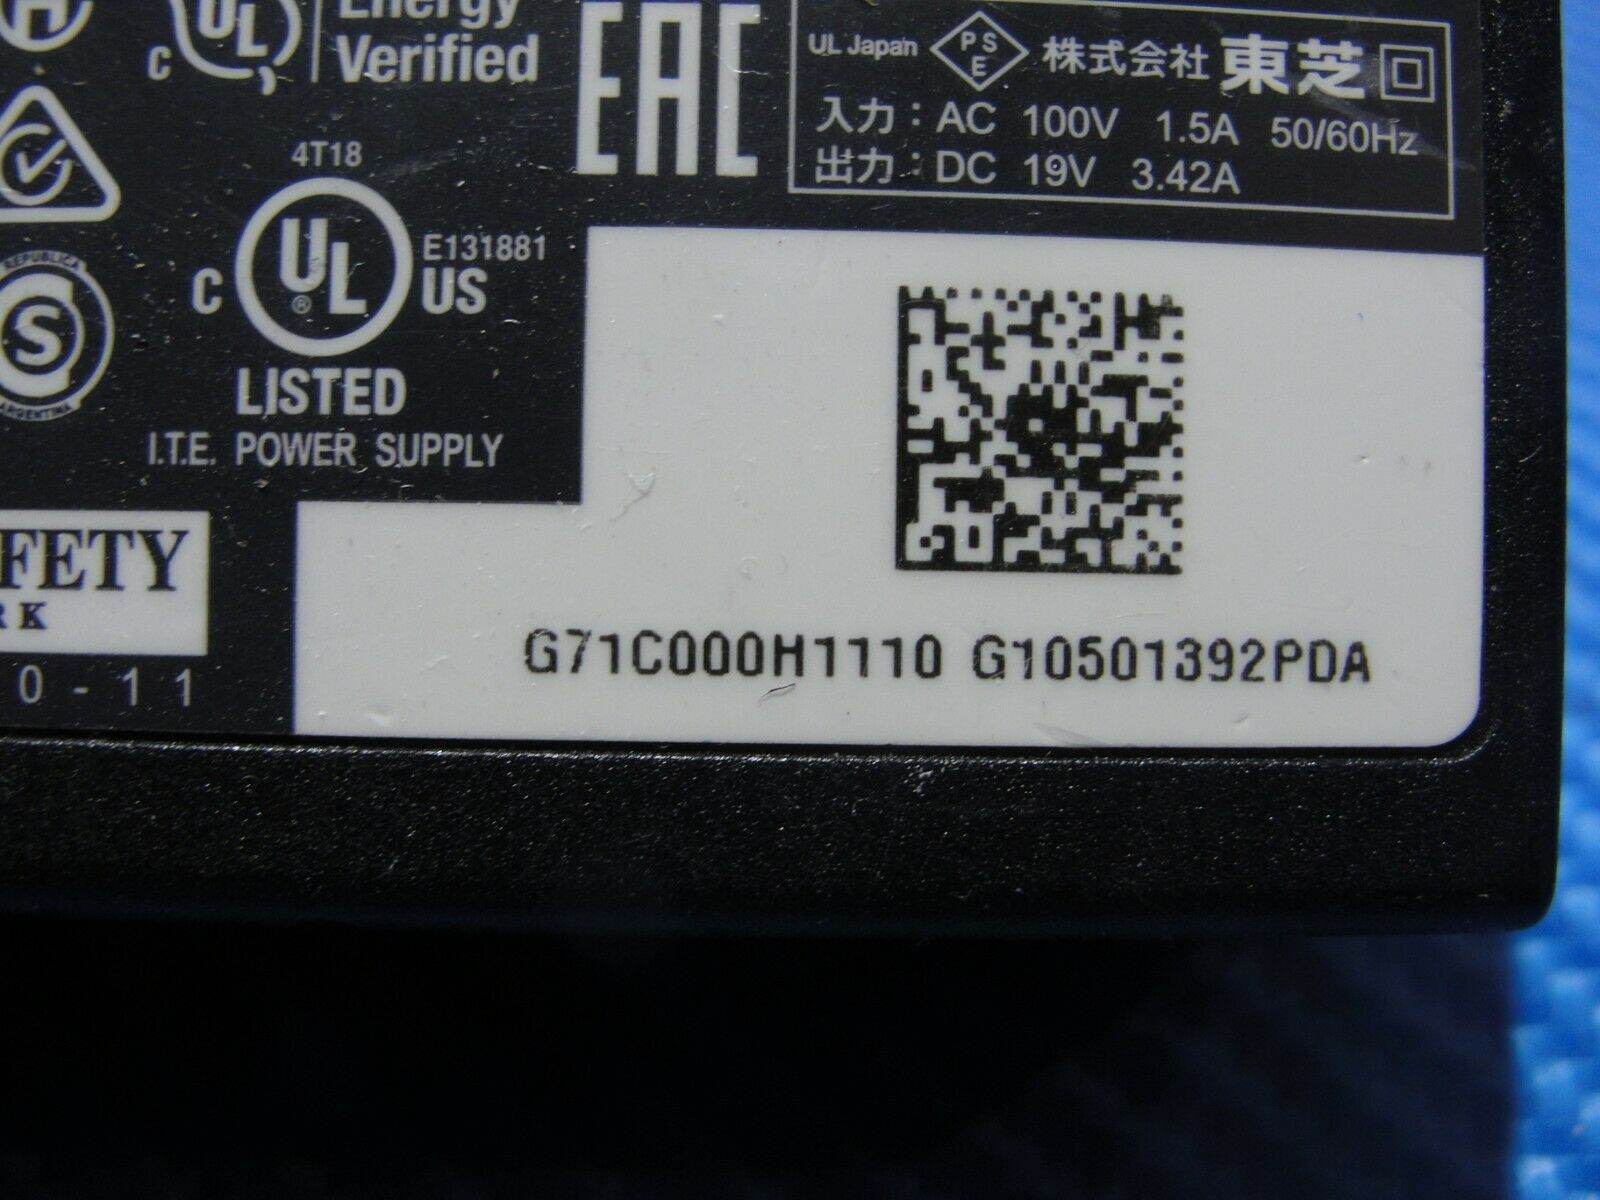 UL
Energy
C
Verified
EAC
UL Japan PS E 株式会社 東芝
入力：AC 100V 1.5A 50/60Hz
出力：DC 19V 3.42A
4T18
C UL ® US
E131881
LISTED
I.T.E. POWER SUPPLY
REPUBLICA
S
ARGENTINA
FETY
RK
0-11
G71C000H1110 G10501392PDA